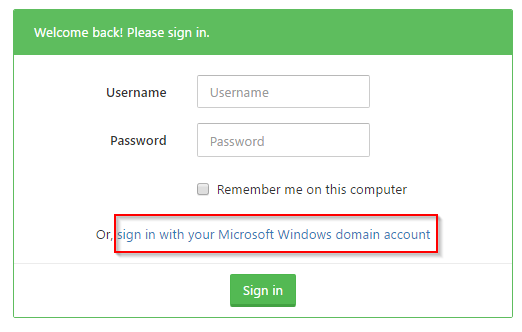 Welcome back! Please sign in.
Username Username
Password Password
Remember me on this computer
Or, sign in with your Microsoft Windows domain account
Sign in